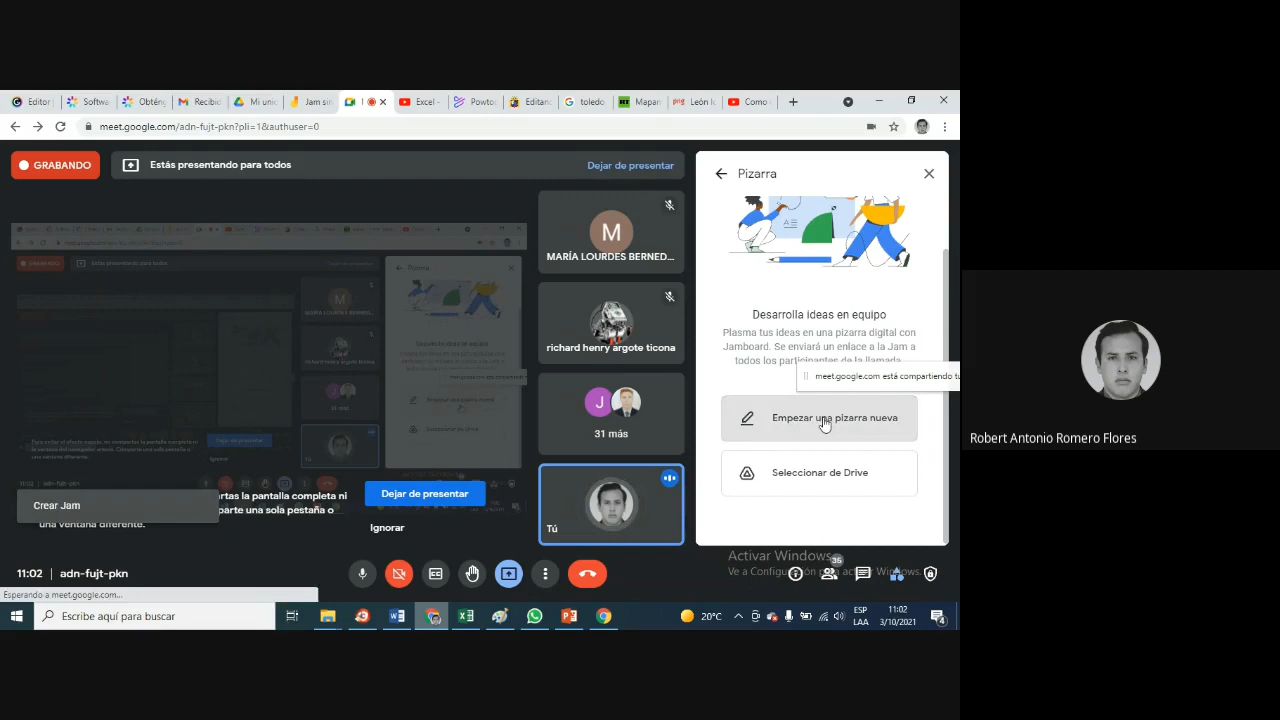 Editor
Softwa
Obtén
Recibid
Mi uni
Jam sin
Excel -
Powto
Editan
toledo
Mapan
León l
Como
meet.google.com/adn-fujt-pkn?pli=1&authuser=0
GRABANDO
Estás presentando para todos
Dejar de presentar
Pizarra
M
MARÍA LOURDES BERNED...
richard henry argote ticona
J
31 más
Tú
Desarrolla ideas en equipo
Plasma tus ideas en una pizarra digital con
Jamboard. Se enviará un enlace a la Jam a
todos los participantes de la llamada.
meet.google.com está compartiendo tu
Empezar una pizarra nueva
Seleccionar de Drive
Crear Jam
rtas la pantalla completa ni
parte una sola pestaña o
una ventana diferente.
Dejar de presentar
Ignorar
Activar Windows
Ve a Configuración para activar Windows.
35
11:02 | adn-fujt-pkn
Esperando a meet.google.com...
Escribe aquí para buscar
20°C
ESP
LAA
11:02
3/10/2021
4
Robert Antonio Romero Flores